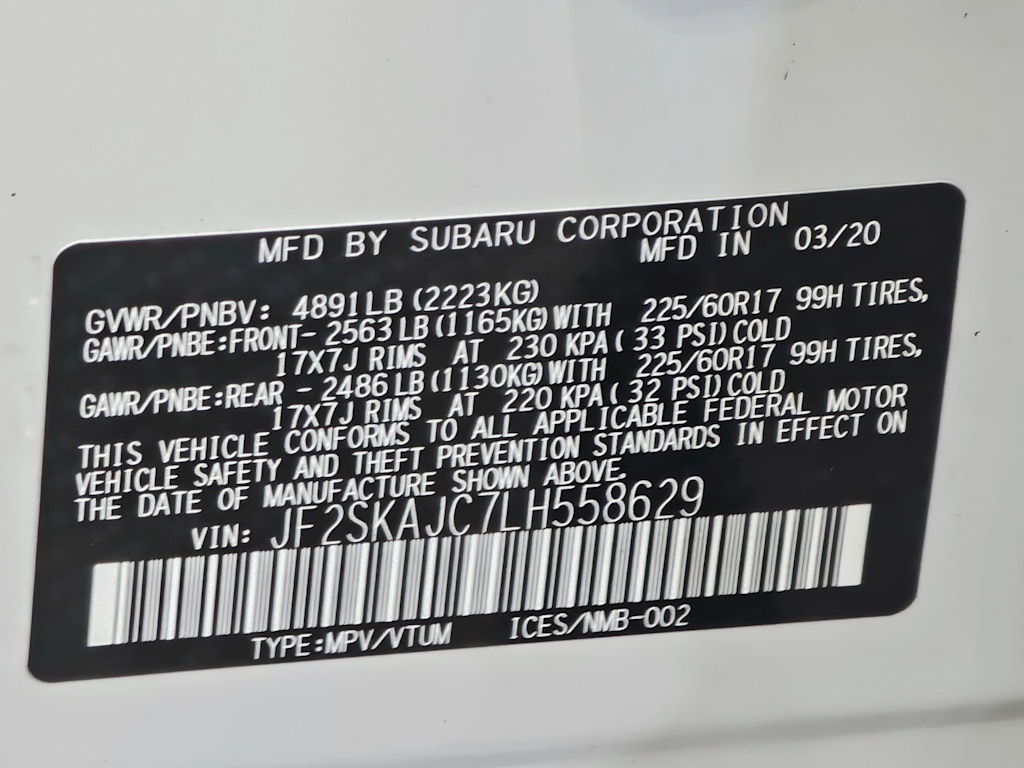 MFD BY SUBARU CORPORATION
MFD IN 03/20
GVWR/PNBV: 4891LB (2223KG)
GAWR/PNBE:FRONT- 2563LB (1165KG) WITH 225/60R17 99H TIRES,
17X7J RIMS AT 230 KPA ( 33 PSI) COLD
GAWR/PNBE:REAR - 2486LB (1130KG) WITH 225/60R17 99H TIRES,
17X7J RIMS AT 220 KPA ( 32 PSI) COLD
THIS VEHICLE CONFORMS TO ALL APPLICABLE FEDERAL MOTOR
VEHICLE SAFETY AND THEFT PREVENTION STANDARDS IN EFFECT ON
THE DATE OF MANUFACTURE SHOWN ABOVE.
VIN: JF2SKAJC7LH558629
TYPE:MPV/VTUM ICES/NMB-002